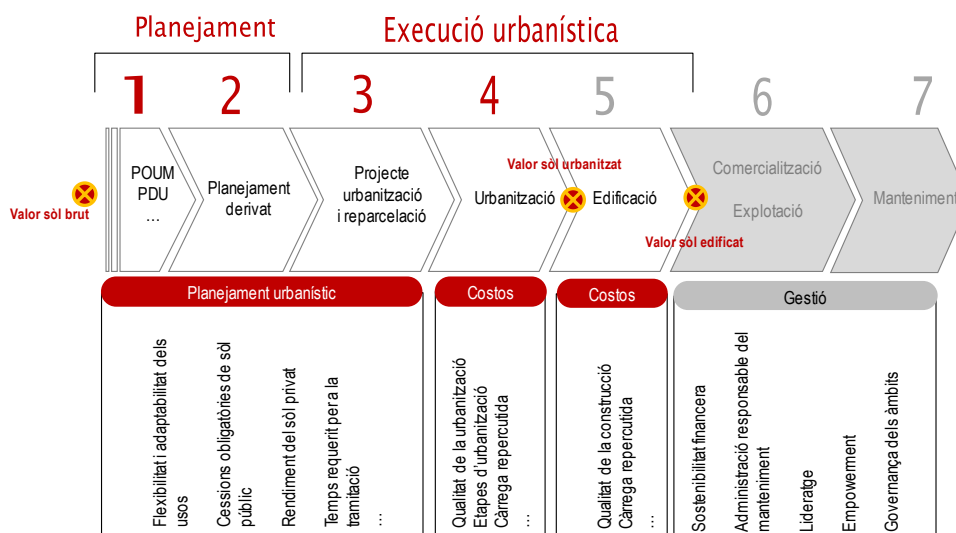 Planejament
Execució urbanística
1
2
3
4
5
6
7
Valor sòl brut
POUM
PDU
…
Planejament
derivat
Projecte
urbanització
i reparcelació
Urbanització
Valor sòl urbanitzat
Edificació
Valor sòl edificat
Comercialització
Explotació
Manteniment
Planejament urbanístic
Costos
Costos
Gestió
Flexibilitat i adaptabilitat dels
usos
Cessions obligatòries de sòl
públic
Rendiment del sòl privat
Temps requerit per a la
tramitació
…
Qualitat de la urbanització
Etapes d'urbanització
Càrrega repercutida
…
Qualitat de la construcció
Càrrega repercutida
…
Sostenibilitat financera
Administració responsable del
manteniment
Lideratge
Empowerment
Governança dels àmbits